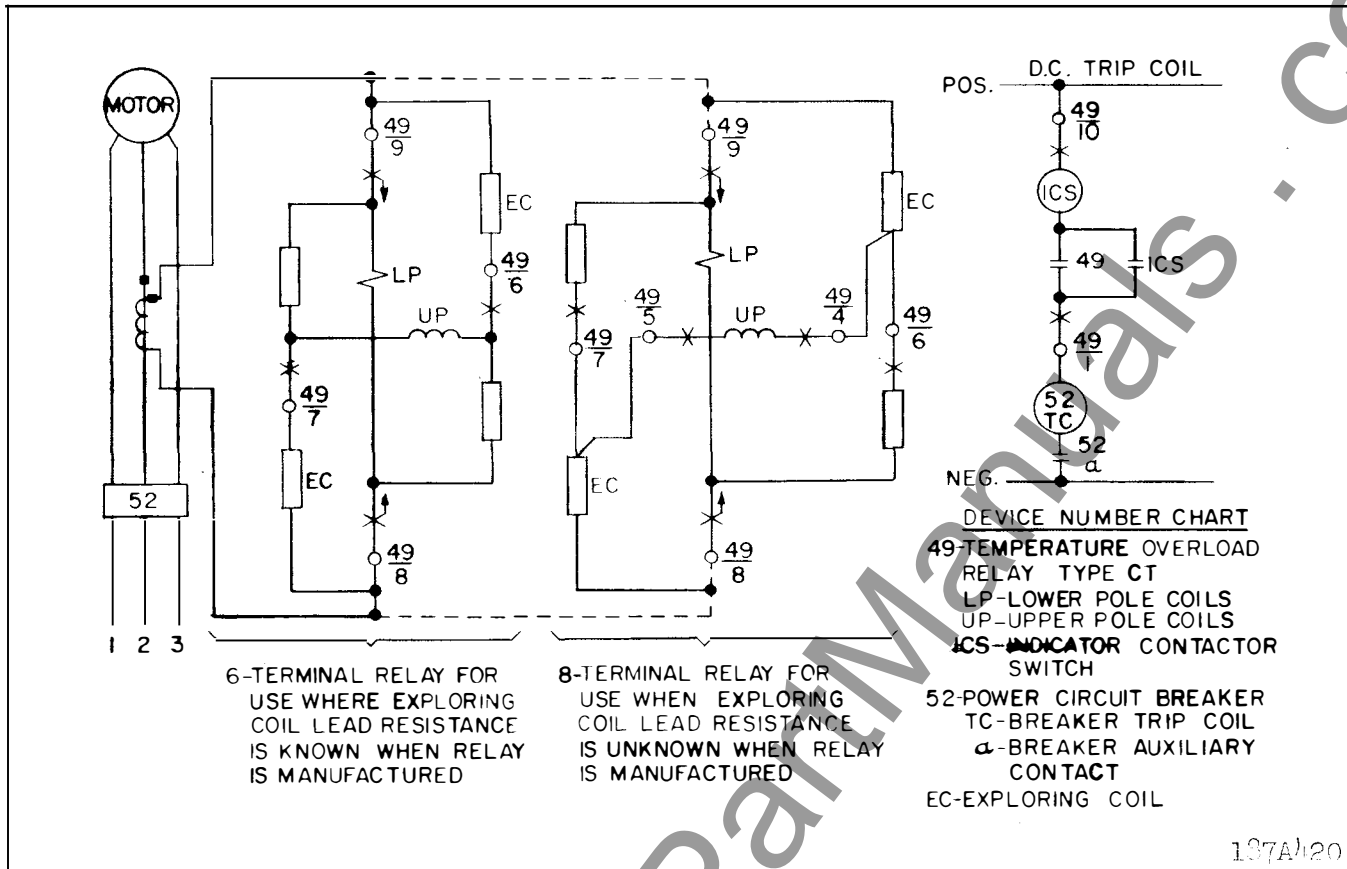 MOTOR
52
1 2 3
49
9
EC
LP
49
6
UP
49
7
EC
49
8
6-TERMINAL RELAY FOR
USE WHERE EXPLORING
COIL LEAD RESISTANCE
IS KNOWN WHEN RELAY
IS MANUFACTURED
49
9
EC
LP
49
5
UP
49
4
49
6
49
7
EC
49
8
8-TERMINAL RELAY FOR
USE WHEN EXPLORING
COIL LEAD RESISTANCE
IS UNKNOWN WHEN RELAY
IS MANUFACTURED
D.C. TRIP COIL
POS.
49
10
ICS
49
ICS
49
1
52
TC
52
a
NEG.
DEVICE NUMBER CHART
49-TEMPERATURE OVERLOAD
RELAY TYPE CT
LP-LOWER POLE COILS
UP-UPPER POLE COILS
ICS-INDICATOR CONTACTOR
SWITCH
52-POWER CIRCUIT BREAKER
TC-BREAKER TRIP COIL
a-BREAKER AUXILIARY
CONTACT
EC-EXPLORING COIL
PartManuals . co